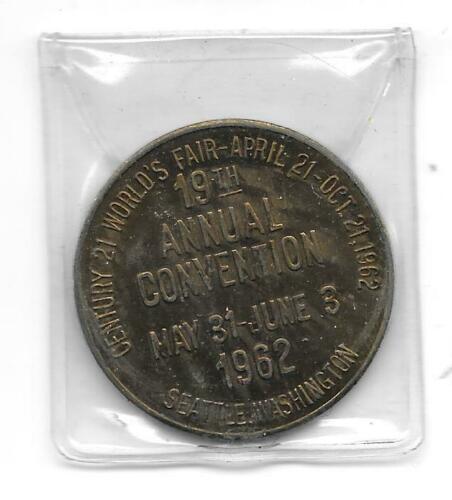 CENTURY 21 WORLD'S FAIR-APRIL 21-OCT. 21, 1962
19TH
ANNUAL
CONVENTION
MAY 31-JUNE 3
1962
SEATTLE, WASHINGTON